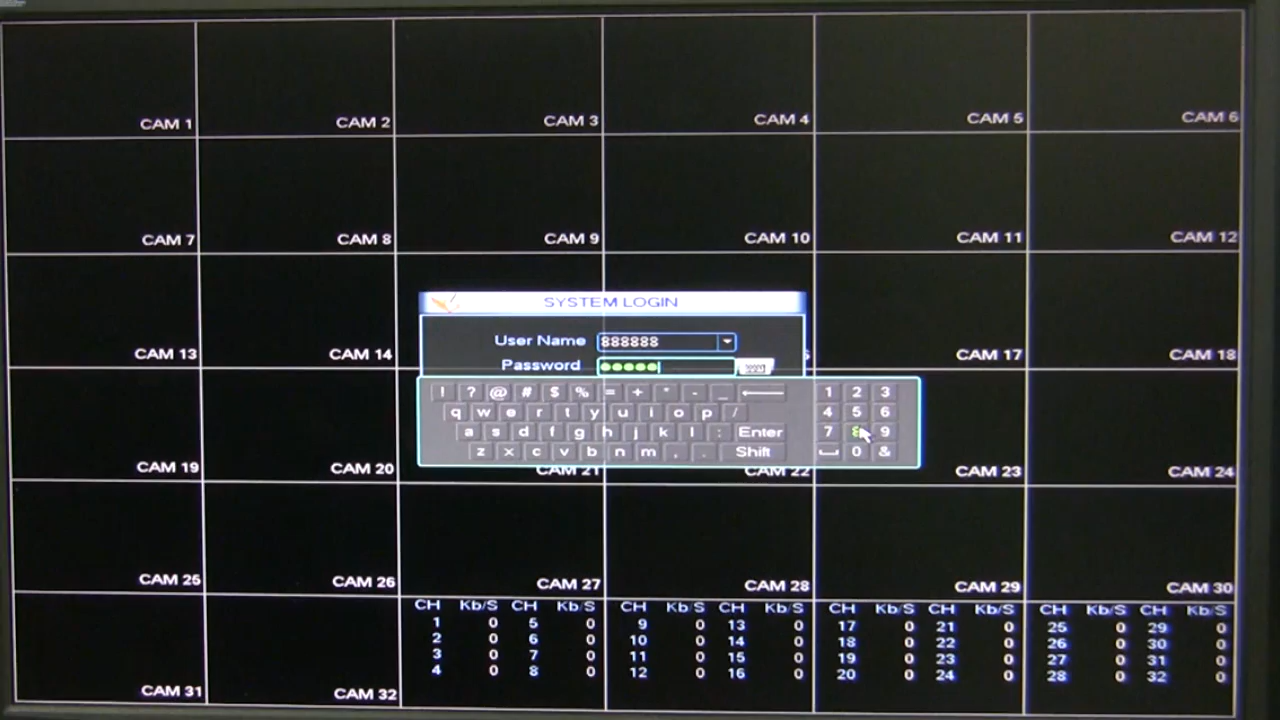 CAM 1 CAM 2 CAM 3 CAM 4 CAM 5 CAM 6
CAM 7 CAM 8 CAM 9 CAM 10 CAM 11 CAM 12
SYSTEM LOGIN
User Name 888888
Password
CAM 13 CAM 14 CAM 17 CAM 18
! ? @ # $ % = + * - _ 1 2 3
q w e r t y u i o p / 4 5 6
a s d f g h j k l : Enter 7 8 9
z x c v b n m , . Shift 0 &
CAM 19 CAM 20 CAM 21 CAM 22 CAM 23 CAM 24
CAM 25 CAM 26 CAM 27 CAM 28 CAM 29 CAM 30
CH Kb/S CH Kb/S CH Kb/S CH Kb/S CH Kb/S CH Kb/S CH Kb/S CH Kb/S
1 0 5 0 9 0 13 0 17 0 21 0 25 0 29 0
2 0 6 0 10 0 14 0 18 0 22 0 26 0 30 0
3 0 7 0 11 0 15 0 19 0 23 0 27 0 31 0
4 0 8 0 12 0 16 0 20 0 24 0 28 0 32 0
CAM 31 CAM 32